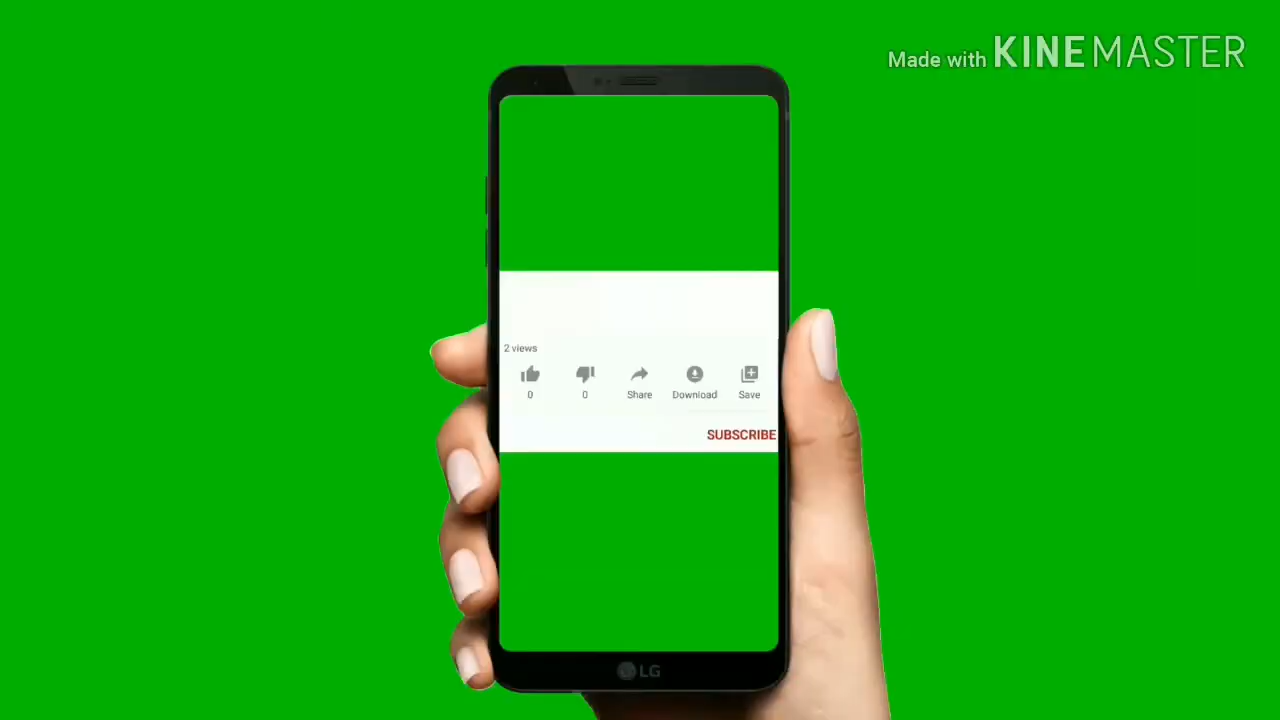 Made with KINEMASTER
2 views
0 0 Share Download Save
SUBSCRIBE
LG